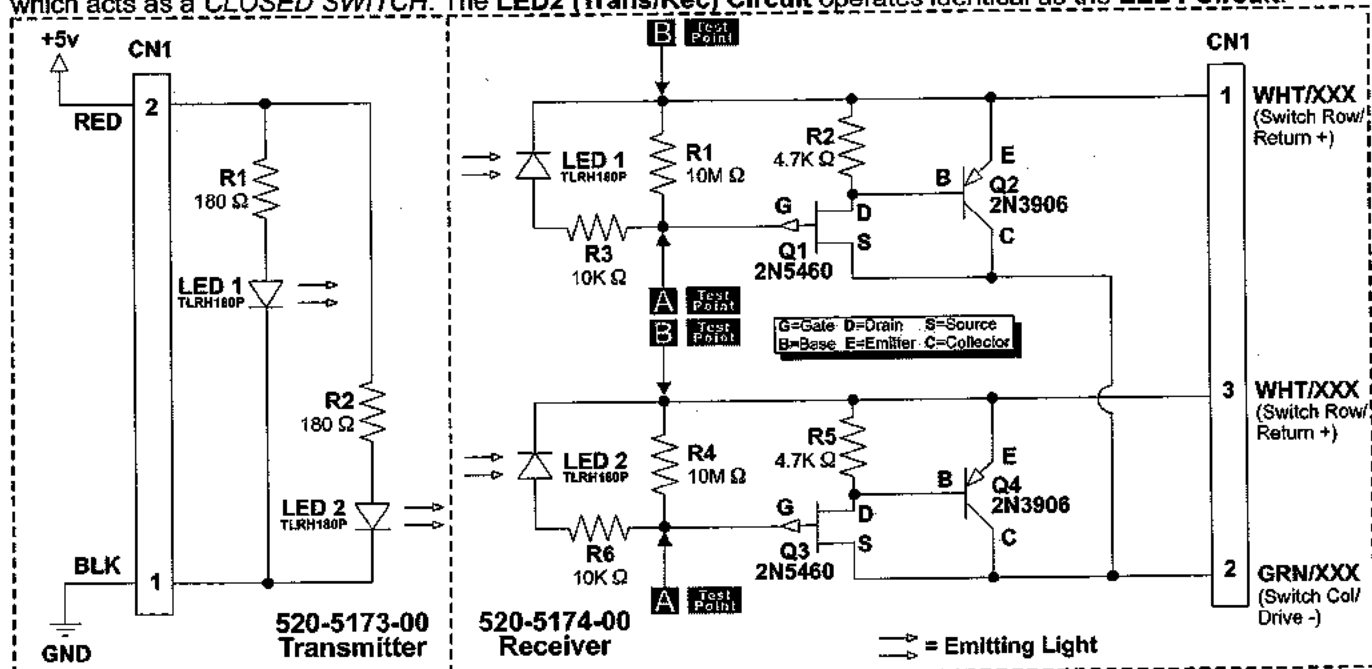 which acts as a CLOSED SWITCH. The LED2 [Trans/Rec] Circuit operates identical as the LED1 Circuit.
+5v
CN1
2
RED
R1
180 Ω
LED 1
TLRH180P
R2
180 Ω
LED 2
TLRH180P
BLK
1
GND
520-5173-00
Transmitter
B Test Point
CN1
1 WHT/XXX
(Switch Row/
Return +)
LED 1
TLRH180P
R1
10M Ω
R2
4.7K Ω
R3
10K Ω
G
D
S
Q1
2N5460
B
E
Q2
2N3906
C
A Test Point
B Test Point
G=Gate D=Drain S=Source
B=Base E=Emitter C=Collector
3 WHT/XXX
(Switch Row/
Return +)
LED 2
TLRH180P
R4
10M Ω
R5
4.7K Ω
R6
10K Ω
G
D
S
Q3
2N5460
B
E
Q4
2N3906
C
A Test Point
2 GRN/XXX
(Switch Col/
Drive -)
520-5174-00
Receiver
= Emitting Light